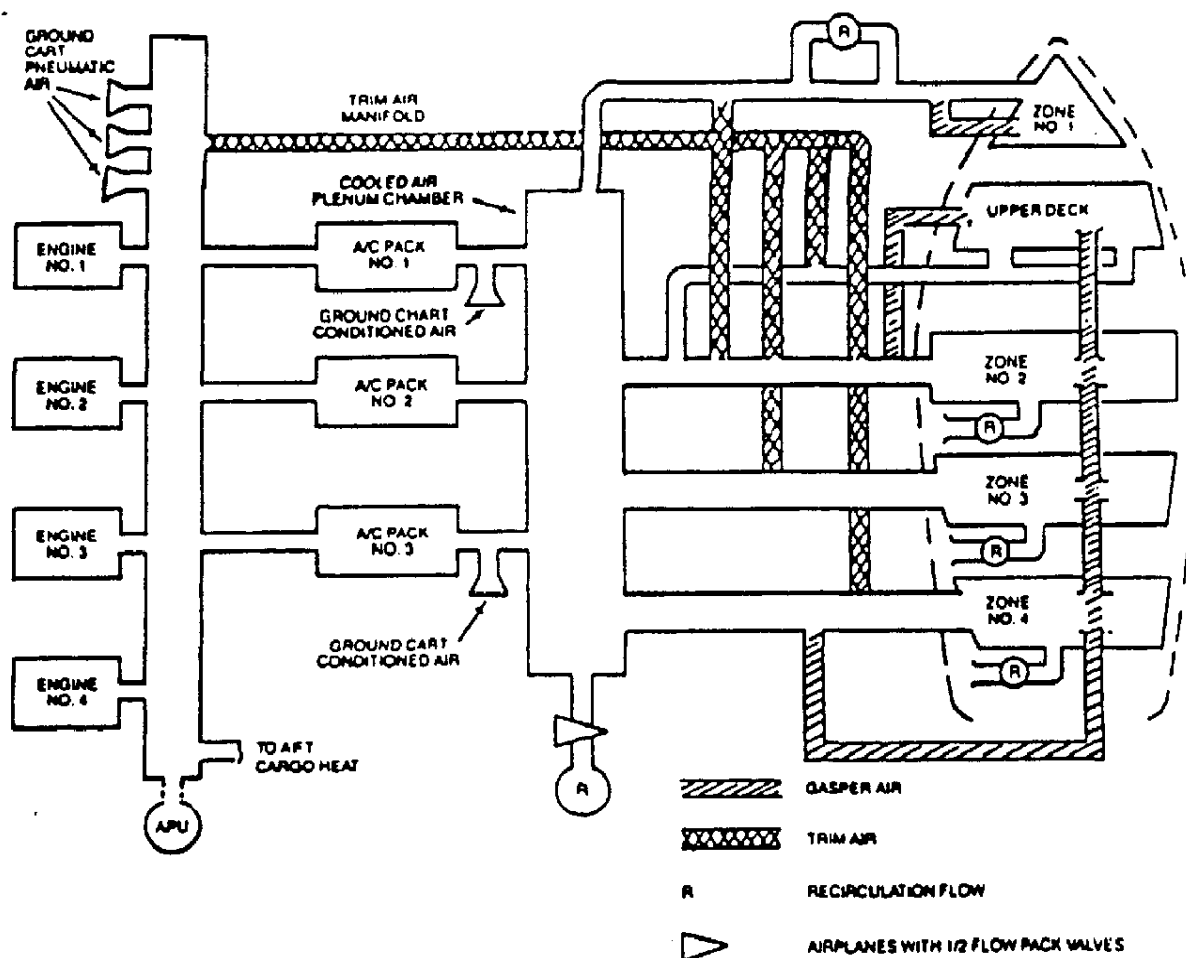 GROUND
CART
PNEUMATIC
AIR
TRIM AIR
MANIFOLD
COOLED AIR
PLENUM CHAMBER
R
ZONE
NO. 1
UPPER DECK
ENGINE
NO. 1
A/C PACK
NO. 1
GROUND CHART
CONDITIONED AIR
ENGINE
NO. 2
A/C PACK
NO. 2
ZONE
NO. 2
R
ENGINE
NO. 3
A/C PACK
NO. 3
ZONE
NO. 3
R
GROUND CART
CONDITIONED AIR
ZONE
NO. 4
R
ENGINE
NO. 4
TO AFT
CARGO HEAT
APU
R
GASPER AIR
TRIM AIR
R RECIRCULATION FLOW
AIRPLANES WITH 1/2 FLOW PACK VALVES